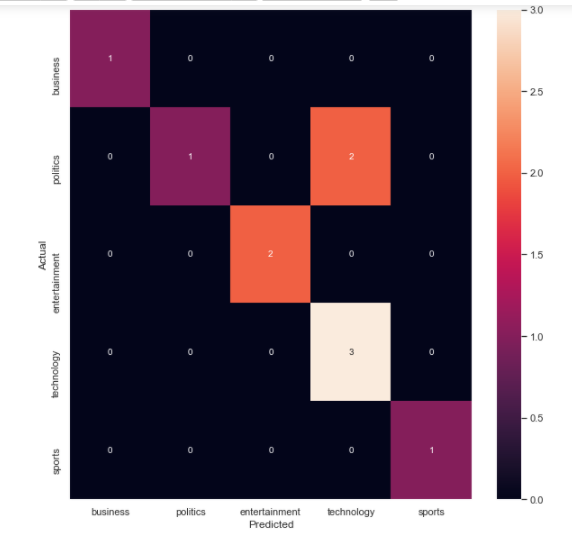 3.0
business 1 0 0 0 0
2.5
politics 0 1 0 2 0
2.0
Actual
entertainment 0 0 2 0 0
1.5
technology 0 0 0 3 0
1.0
sports 0 0 0 0 1
0.5
0.0
business politics entertainment technology sports
Predicted